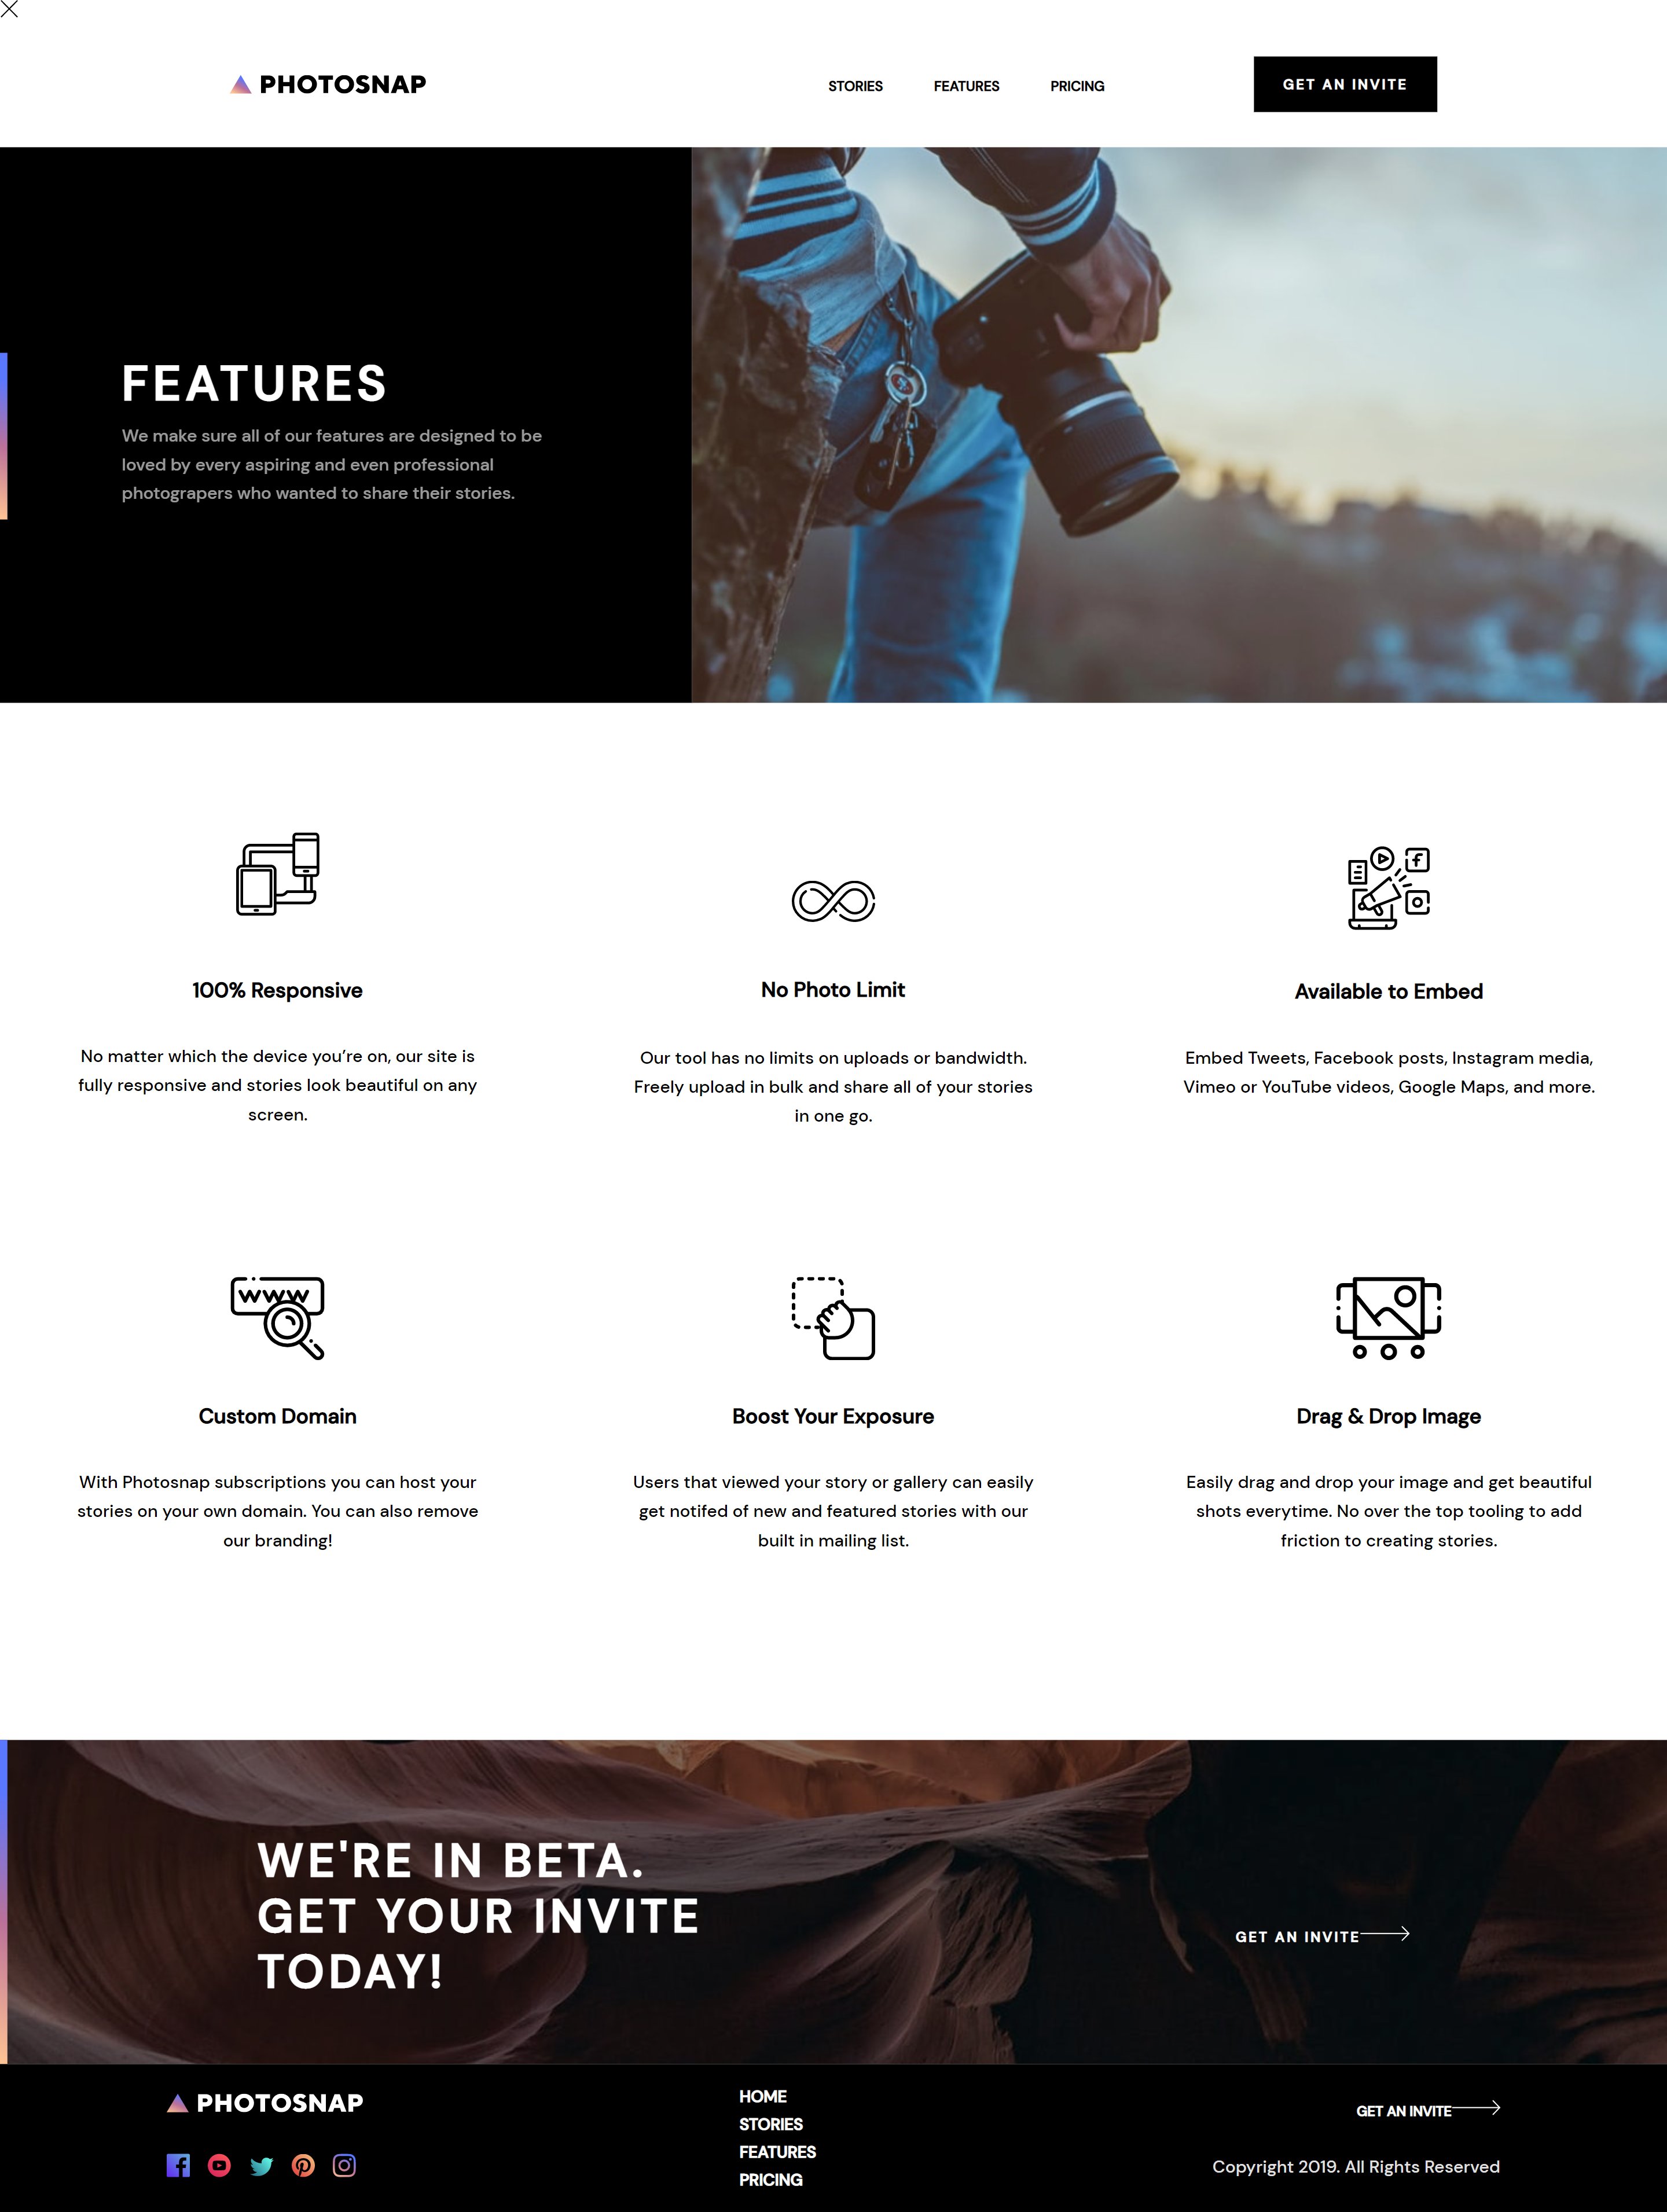 PHOTOSNAP
STORIES FEATURES PRICING
GET AN INVITE
FEATURES
We make sure all of our features are designed to be
loved by every aspiring and even professional
photograpers who wanted to share their stories.
100% Responsive
No matter which the device you’re on, our site is
fully responsive and stories look beautiful on any
screen.
No Photo Limit
Our tool has no limits on uploads or bandwidth.
Freely upload in bulk and share all of your stories
in one go.
Available to Embed
Embed Tweets, Facebook posts, Instagram media,
Vimeo or YouTube videos, Google Maps, and more.
WWW
Custom Domain
With Photosnap subscriptions you can host your
stories on your own domain. You can also remove
our branding!
Boost Your Exposure
Users that viewed your story or gallery can easily
get notifed of new and featured stories with our
built in mailing list.
Drag & Drop Image
Easily drag and drop your image and get beautiful
shots everytime. No over the top tooling to add
friction to creating stories.
WE'RE IN BETA.
GET YOUR INVITE
TODAY!
GET AN INVITE
PHOTOSNAP
HOME
STORIES
FEATURES
PRICING
GET AN INVITE
Copyright 2019. All Rights Reserved